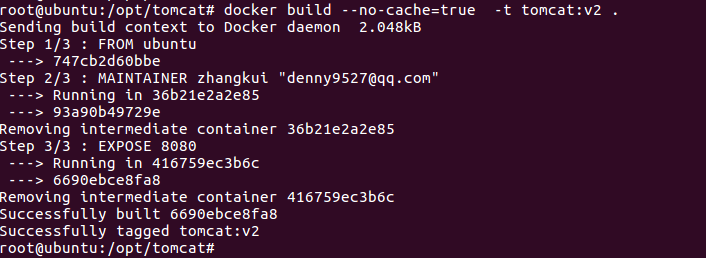 root@ubuntu:/opt/tomcat# docker build --no-cache=true  -t tomcat:v2 .
Sending build context to Docker daemon  2.048kB
Step 1/3 : FROM ubuntu
 ---> 747cb2d60bbe
Step 2/3 : MAINTAINER zhangkui "denny9527@qq.com"
 ---> Running in 36b21e2a2e85
 ---> 93a90b49729e
Removing intermediate container 36b21e2a2e85
Step 3/3 : EXPOSE 8080
 ---> Running in 416759ec3b6c
 ---> 6690ebce8fa8
Removing intermediate container 416759ec3b6c
Successfully built 6690ebce8fa8
Successfully tagged tomcat:v2
root@ubuntu:/opt/tomcat#